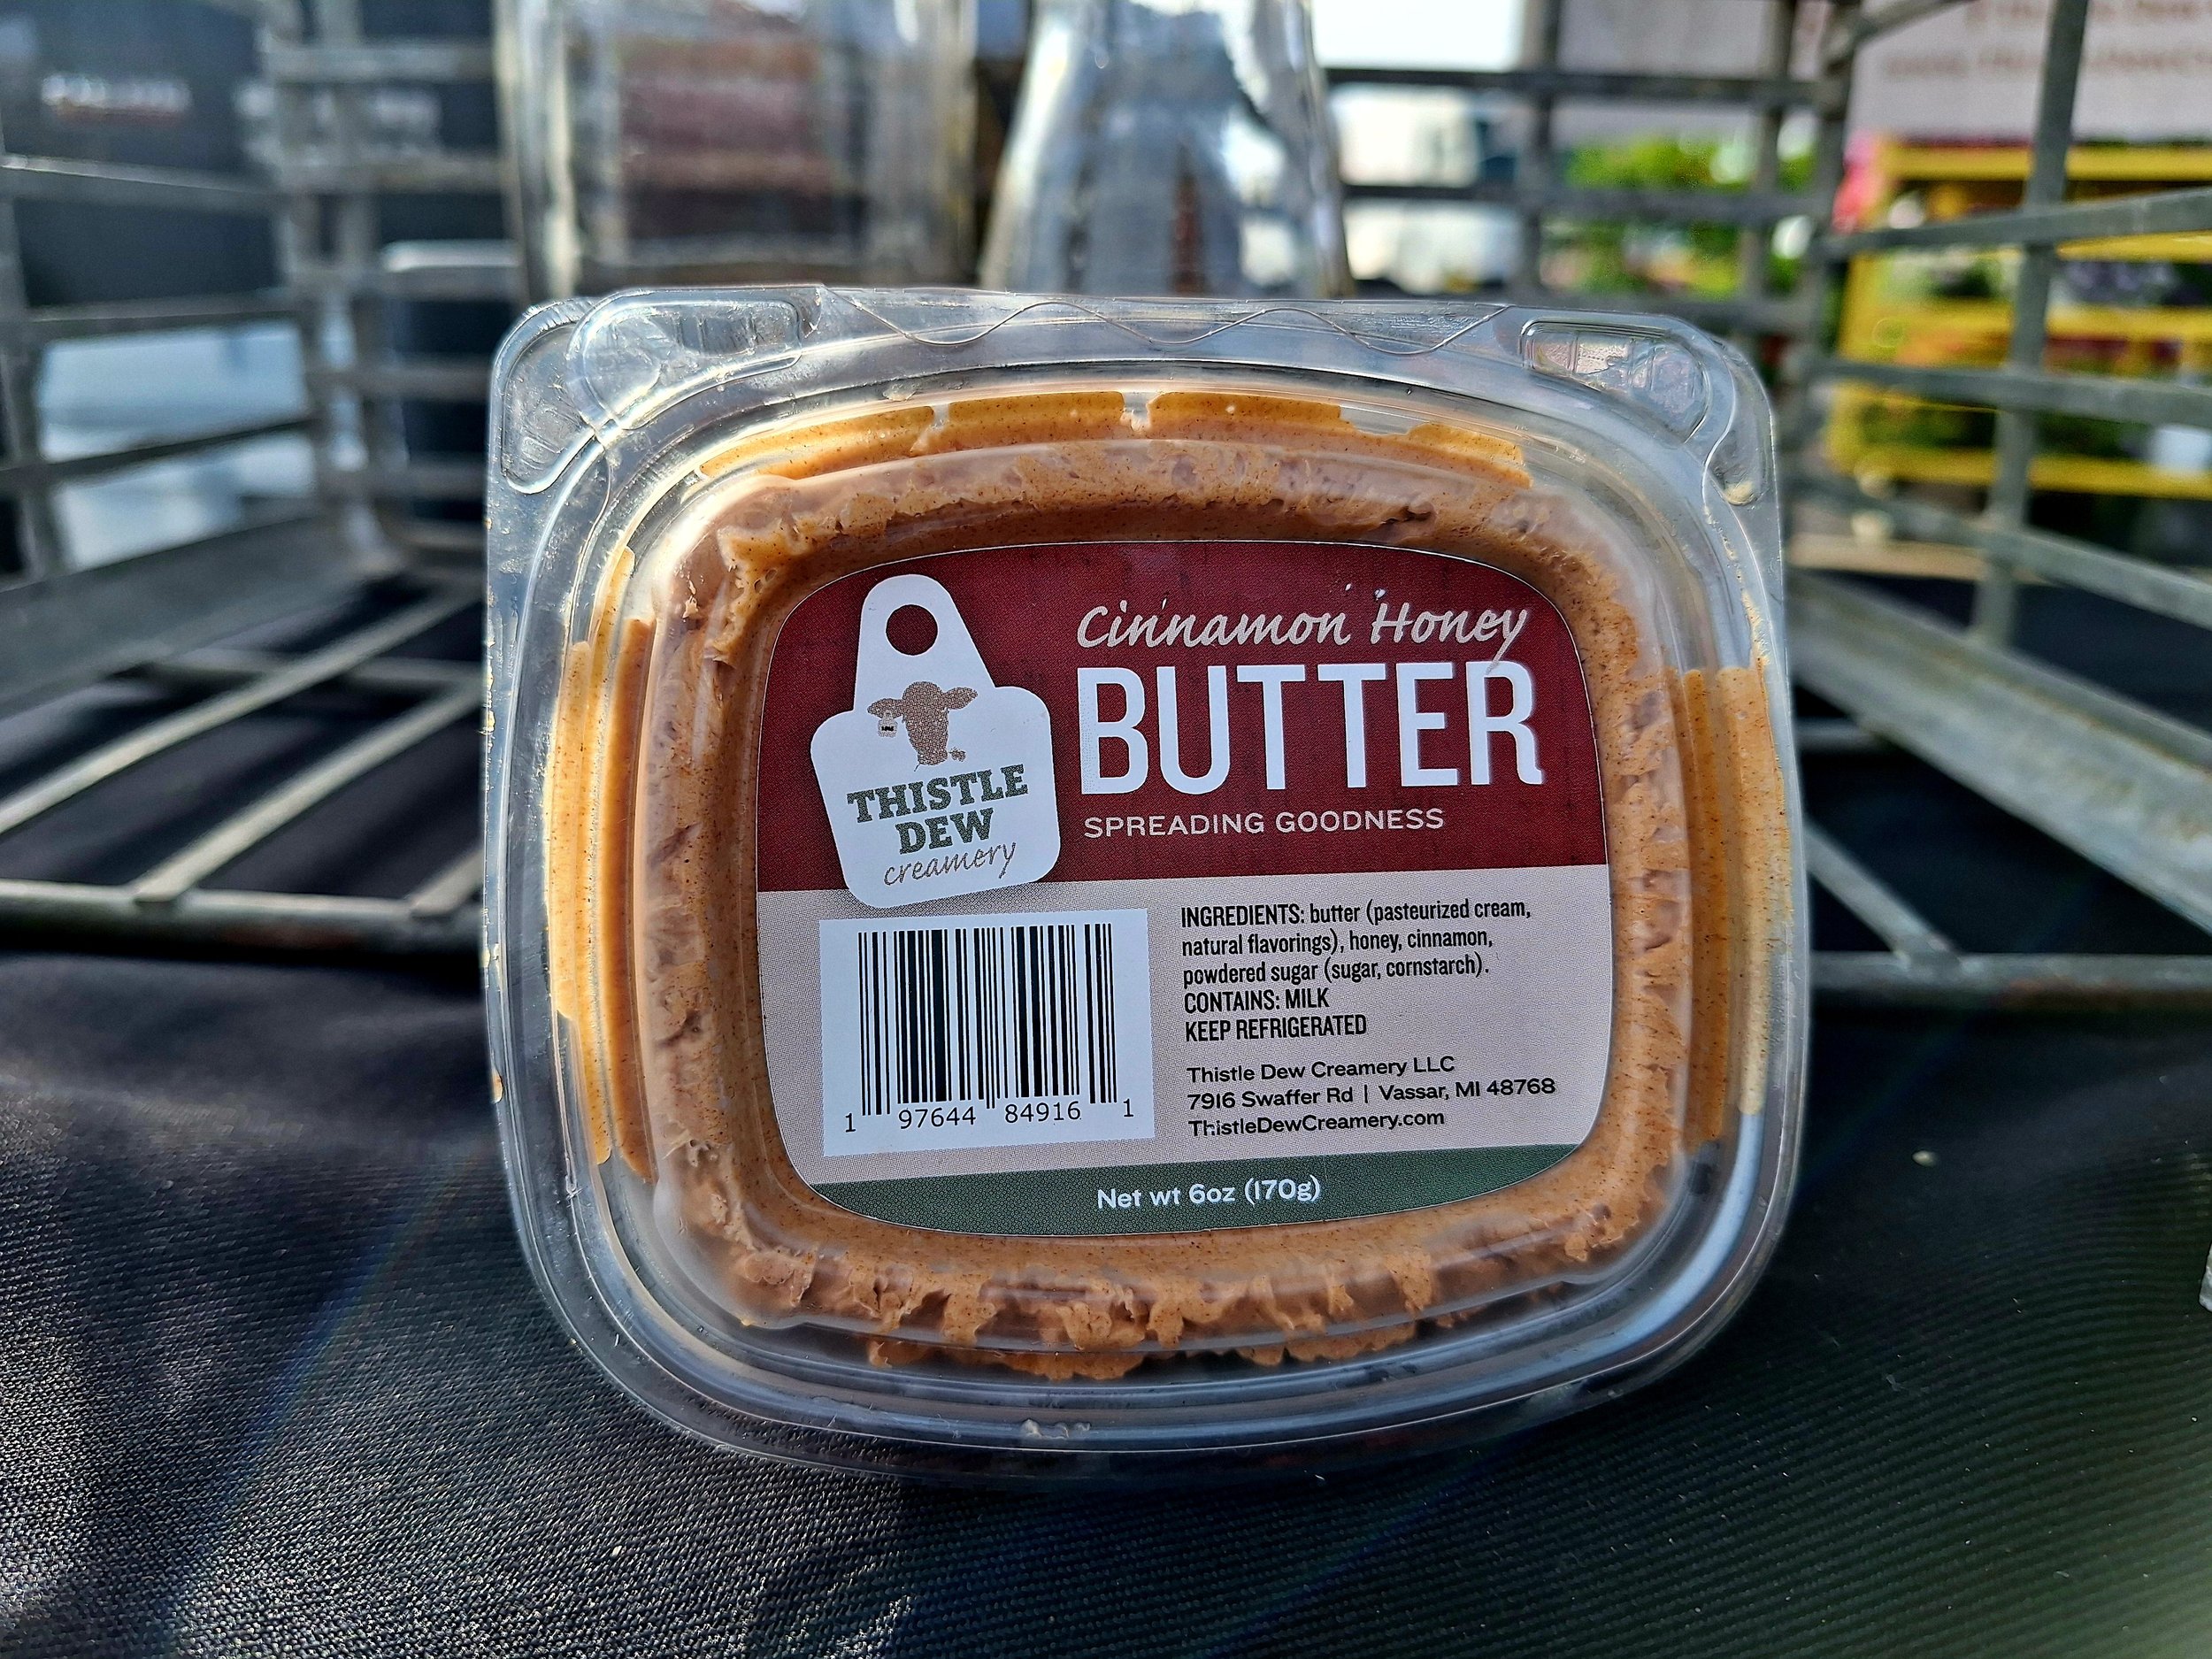 Cinnamon Honey
BUTTER
SPREADING GOODNESS
THISTLE
DEW
creamery
INGREDIENTS: butter (pasteurized cream,
natural flavorings), honey, cinnamon,
powdered sugar (sugar, cornstarch).
CONTAINS: MILK
KEEP REFRIGERATED
Thistle Dew Creamery LLC
7916 Swaffer Rd | Vassar, MI 48768
ThistleDewCreamery.com
1 97644 84916 1
Net wt 6oz (170g)